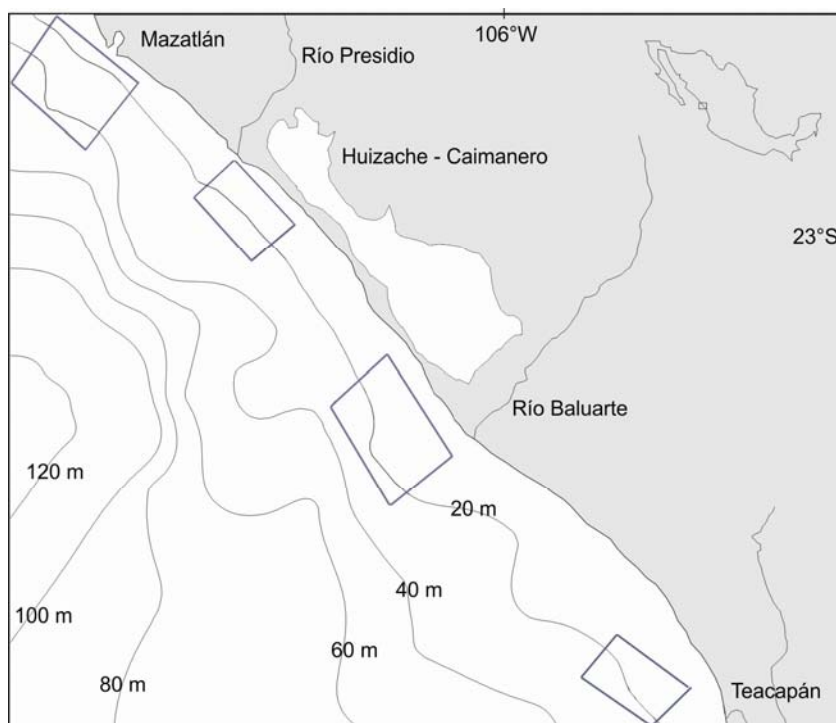 Mazatlán
106°W
Río Presidio
Huizache - Caimanero
23°S
Río Baluarte
120 m
20 m
40 m
100 m
60 m
80 m
Teacapán